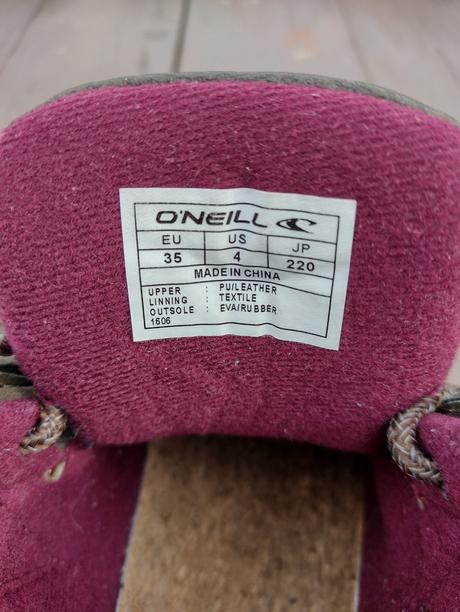 O'NEILL
EU US JP
35 4 220
MADE IN CHINA
UPPER : PU/LEATHER
LINNING : TEXTILE
OUTSOLE : EVA/RUBBER
1606